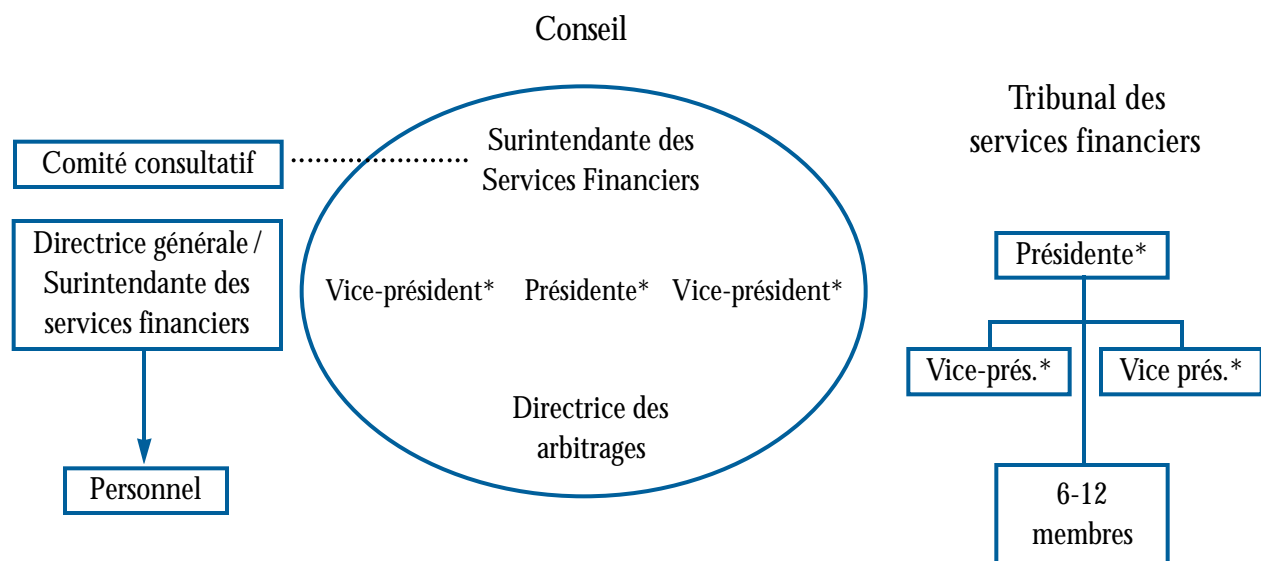 Conseil
Comité consultatif
Directrice générale /
Surintendante des
services financiers
Personnel
Surintendante des
Services Financiers
Vice-président*
Présidente*
Vice-président*
Directrice des
arbitrages
Tribunal des
services financiers
Présidente*
Vice-prés.*
Vice prés.*
6-12
membres